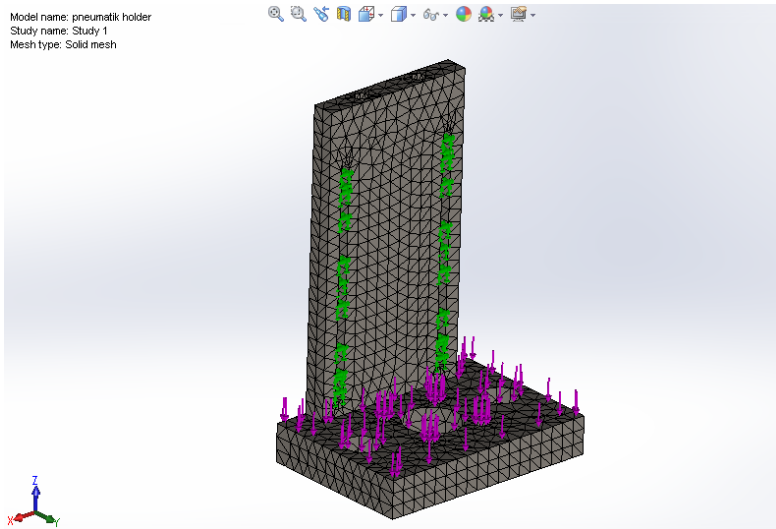 Model name: pneumatik holder
Study name: Study 1
Mesh type: Solid mesh
Z
X
Y